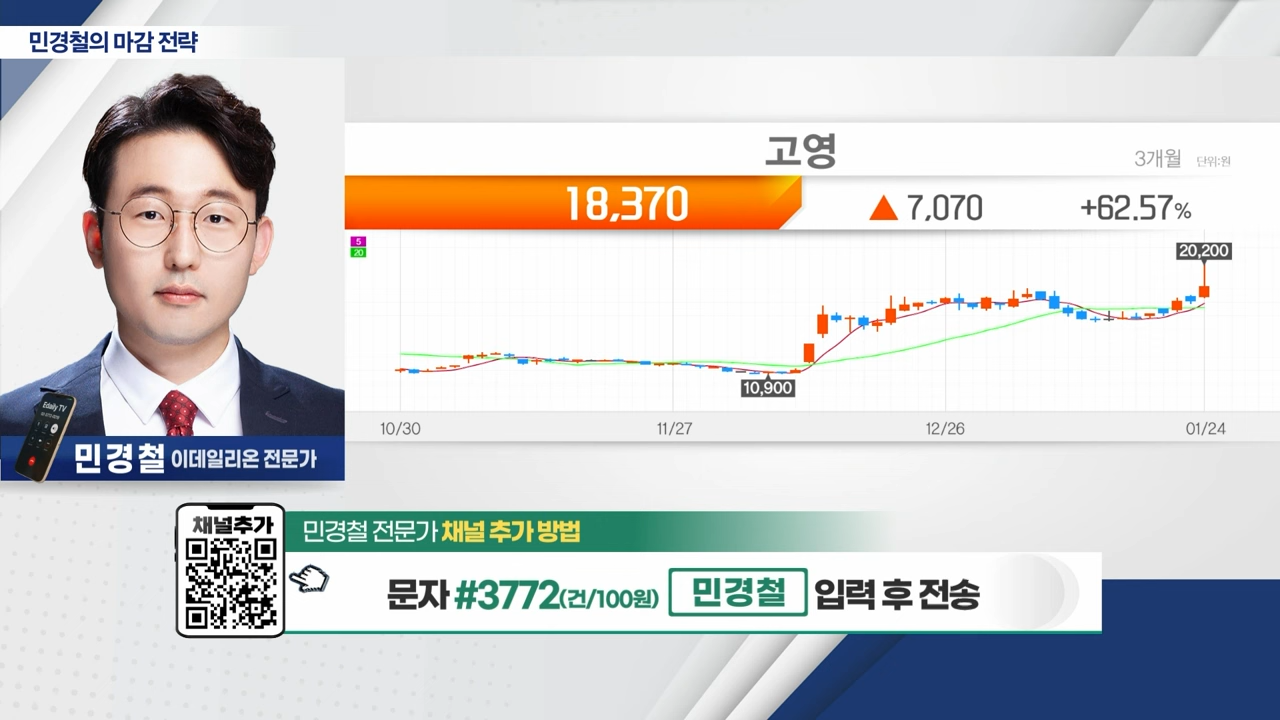 민경철의 마감 전략
고영
3개월 단위:원
18,370 ▲ 7,070 +62.57%
5
20
20,200
10,900
10/30 11/27 12/26 01/24
Edaily TV
민경철 이데일리온 전문가
채널추가
민경철 전문가 채널 추가 방법
문자 #3772(건/100원) 민경철 입력 후 전송